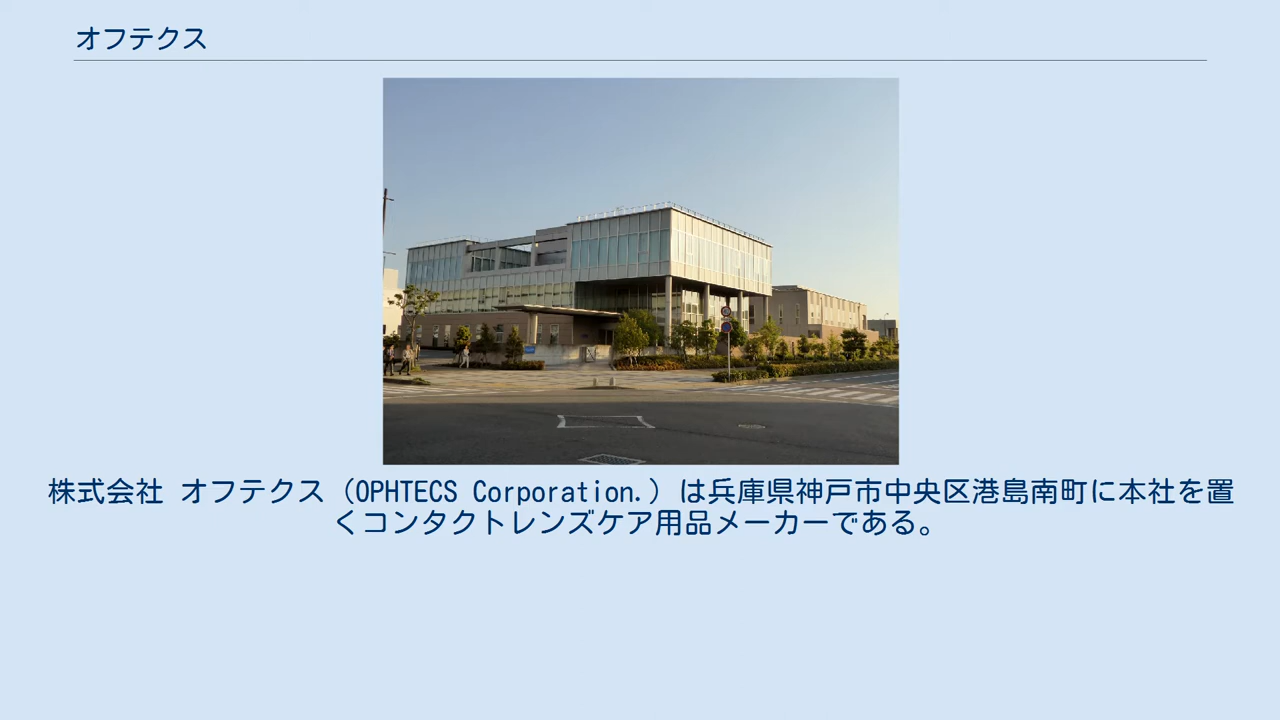 オフテクス
株式会社 オフテクス（OPHTECS Corporation.）は兵庫県神戸市中央区港島南町に本社を置
くコンタクトレンズケア用品メーカーである。